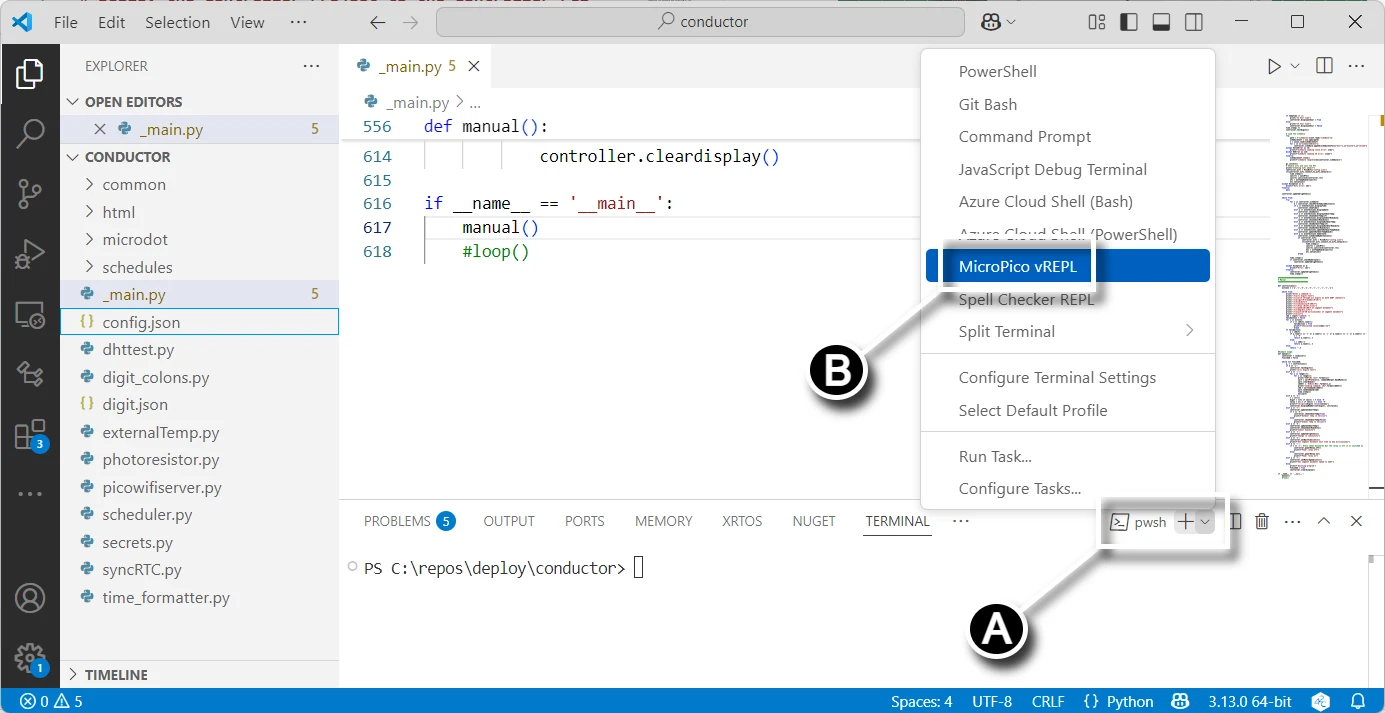 File Edit Selection View ···
conductor
EXPLORER
OPEN EDITORS
_main.py 5
CONDUCTOR
common
html
microdot
schedules
_main.py 5
{} config.json
dhttest.py
digit_colons.py
{} digit.json
externalTemp.py
photoresistor.py
picowifiserver.py
scheduler.py
secrets.py
syncRTC.py
time_formatter.py
TIMELINE
3
1
_main.py 5
_main.py > ...
556 def manual():
614 controller.cleardisplay()
615
616 if __name__ == '__main__':
617 manual()
618 #loop()
PowerShell
Git Bash
Command Prompt
JavaScript Debug Terminal
Azure Cloud Shell (Bash)
Azure Cloud Shell (PowerShell)
MicroPico vREPL
Spell Checker REPL
Split Terminal
Configure Terminal Settings
Select Default Profile
Run Task...
Configure Tasks...
B
PROBLEMS 5 OUTPUT PORTS MEMORY XRTOS NUGET TERMINAL ···
pwsh
PS C:\repos\deploy\conductor>
A
0 5
Spaces: 4 UTF-8 CRLF {} Python 3.13.0 64-bit